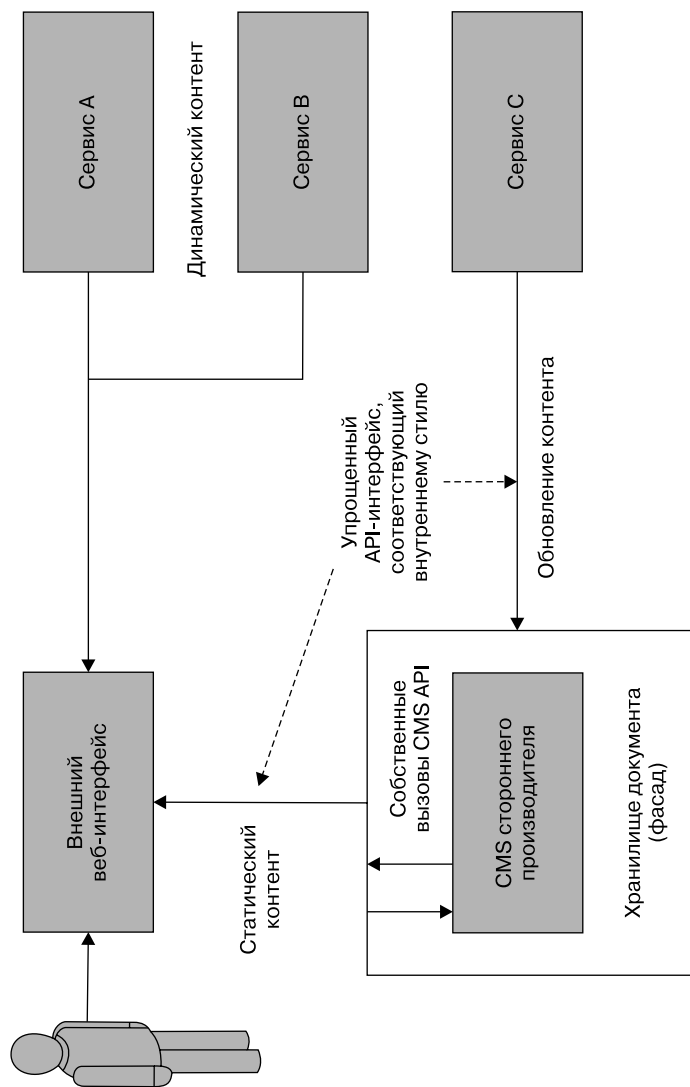 Внешний
веб-интерфейс
Сервис A
Динамический контент
Сервис B
Статический
контент
Упрощенный
API-интерфейс,
соответствующий
внутреннему стилю
Собственные
вызовы CMS API
CMS стороннего
производителя
Хранилище документа
(фасад)
Обновление контента
Сервис C